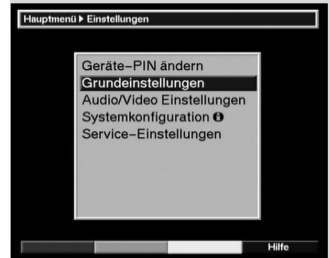 Hauptmenü ▸ Einstellungen
Geräte-PIN ändern
Grundeinstellungen
Audio/Video Einstellungen
Systemkonfiguration ℹ
Service-Einstellungen
Hilfe